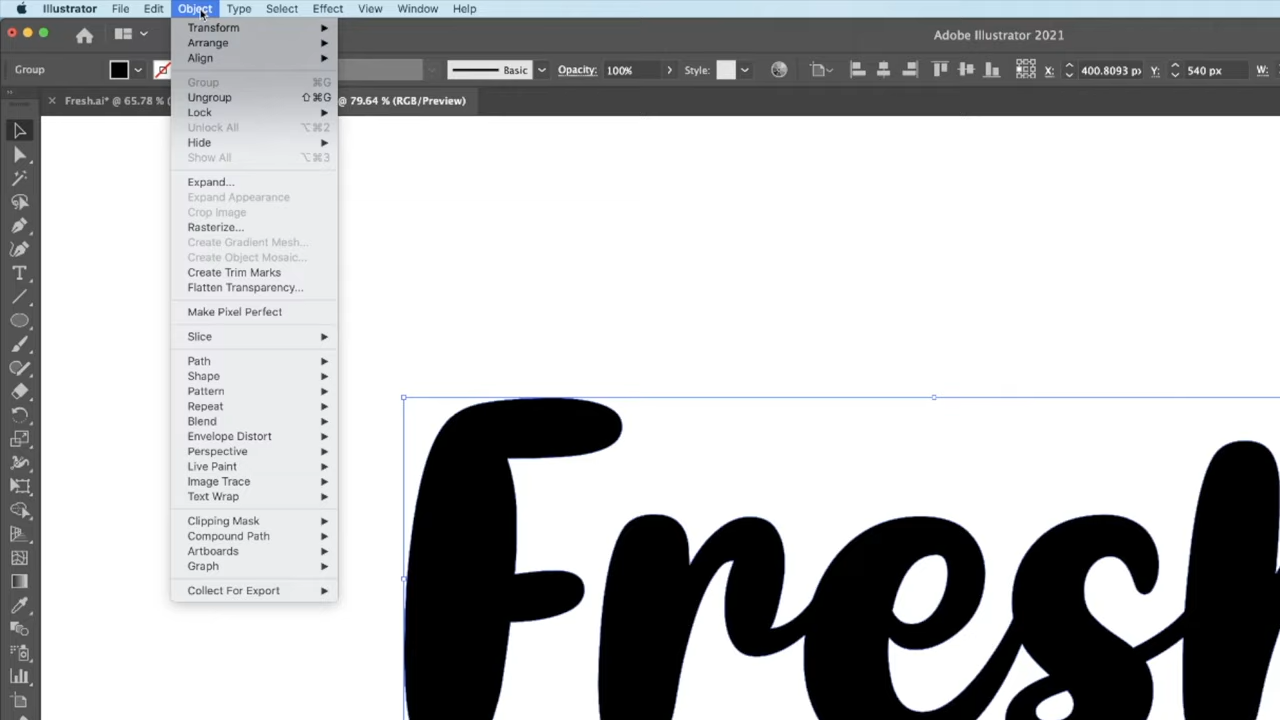 Illustrator File Edit Object Type Select Effect View Window Help
Adobe Illustrator 2021
Group Basic Opacity: 100% Style: X: 400.8093 px Y: 540 px W:
Fresh.ai* @ 65.78 % ( @ 79.64 % (RGB/Preview)
Transform
Arrange
Align
Group ⌘G
Ungroup ⇧⌘G
Lock
Unlock All ⌥⌘2
Hide
Show All ⌥⌘3
Expand...
Expand Appearance
Crop Image
Rasterize...
Create Gradient Mesh...
Create Object Mosaic...
Create Trim Marks
Flatten Transparency...
Make Pixel Perfect
Slice
Path
Shape
Pattern
Repeat
Blend
Envelope Distort
Perspective
Live Paint
Image Trace
Text Wrap
Clipping Mask
Compound Path
Artboards
Graph
Collect For Export
Fresh